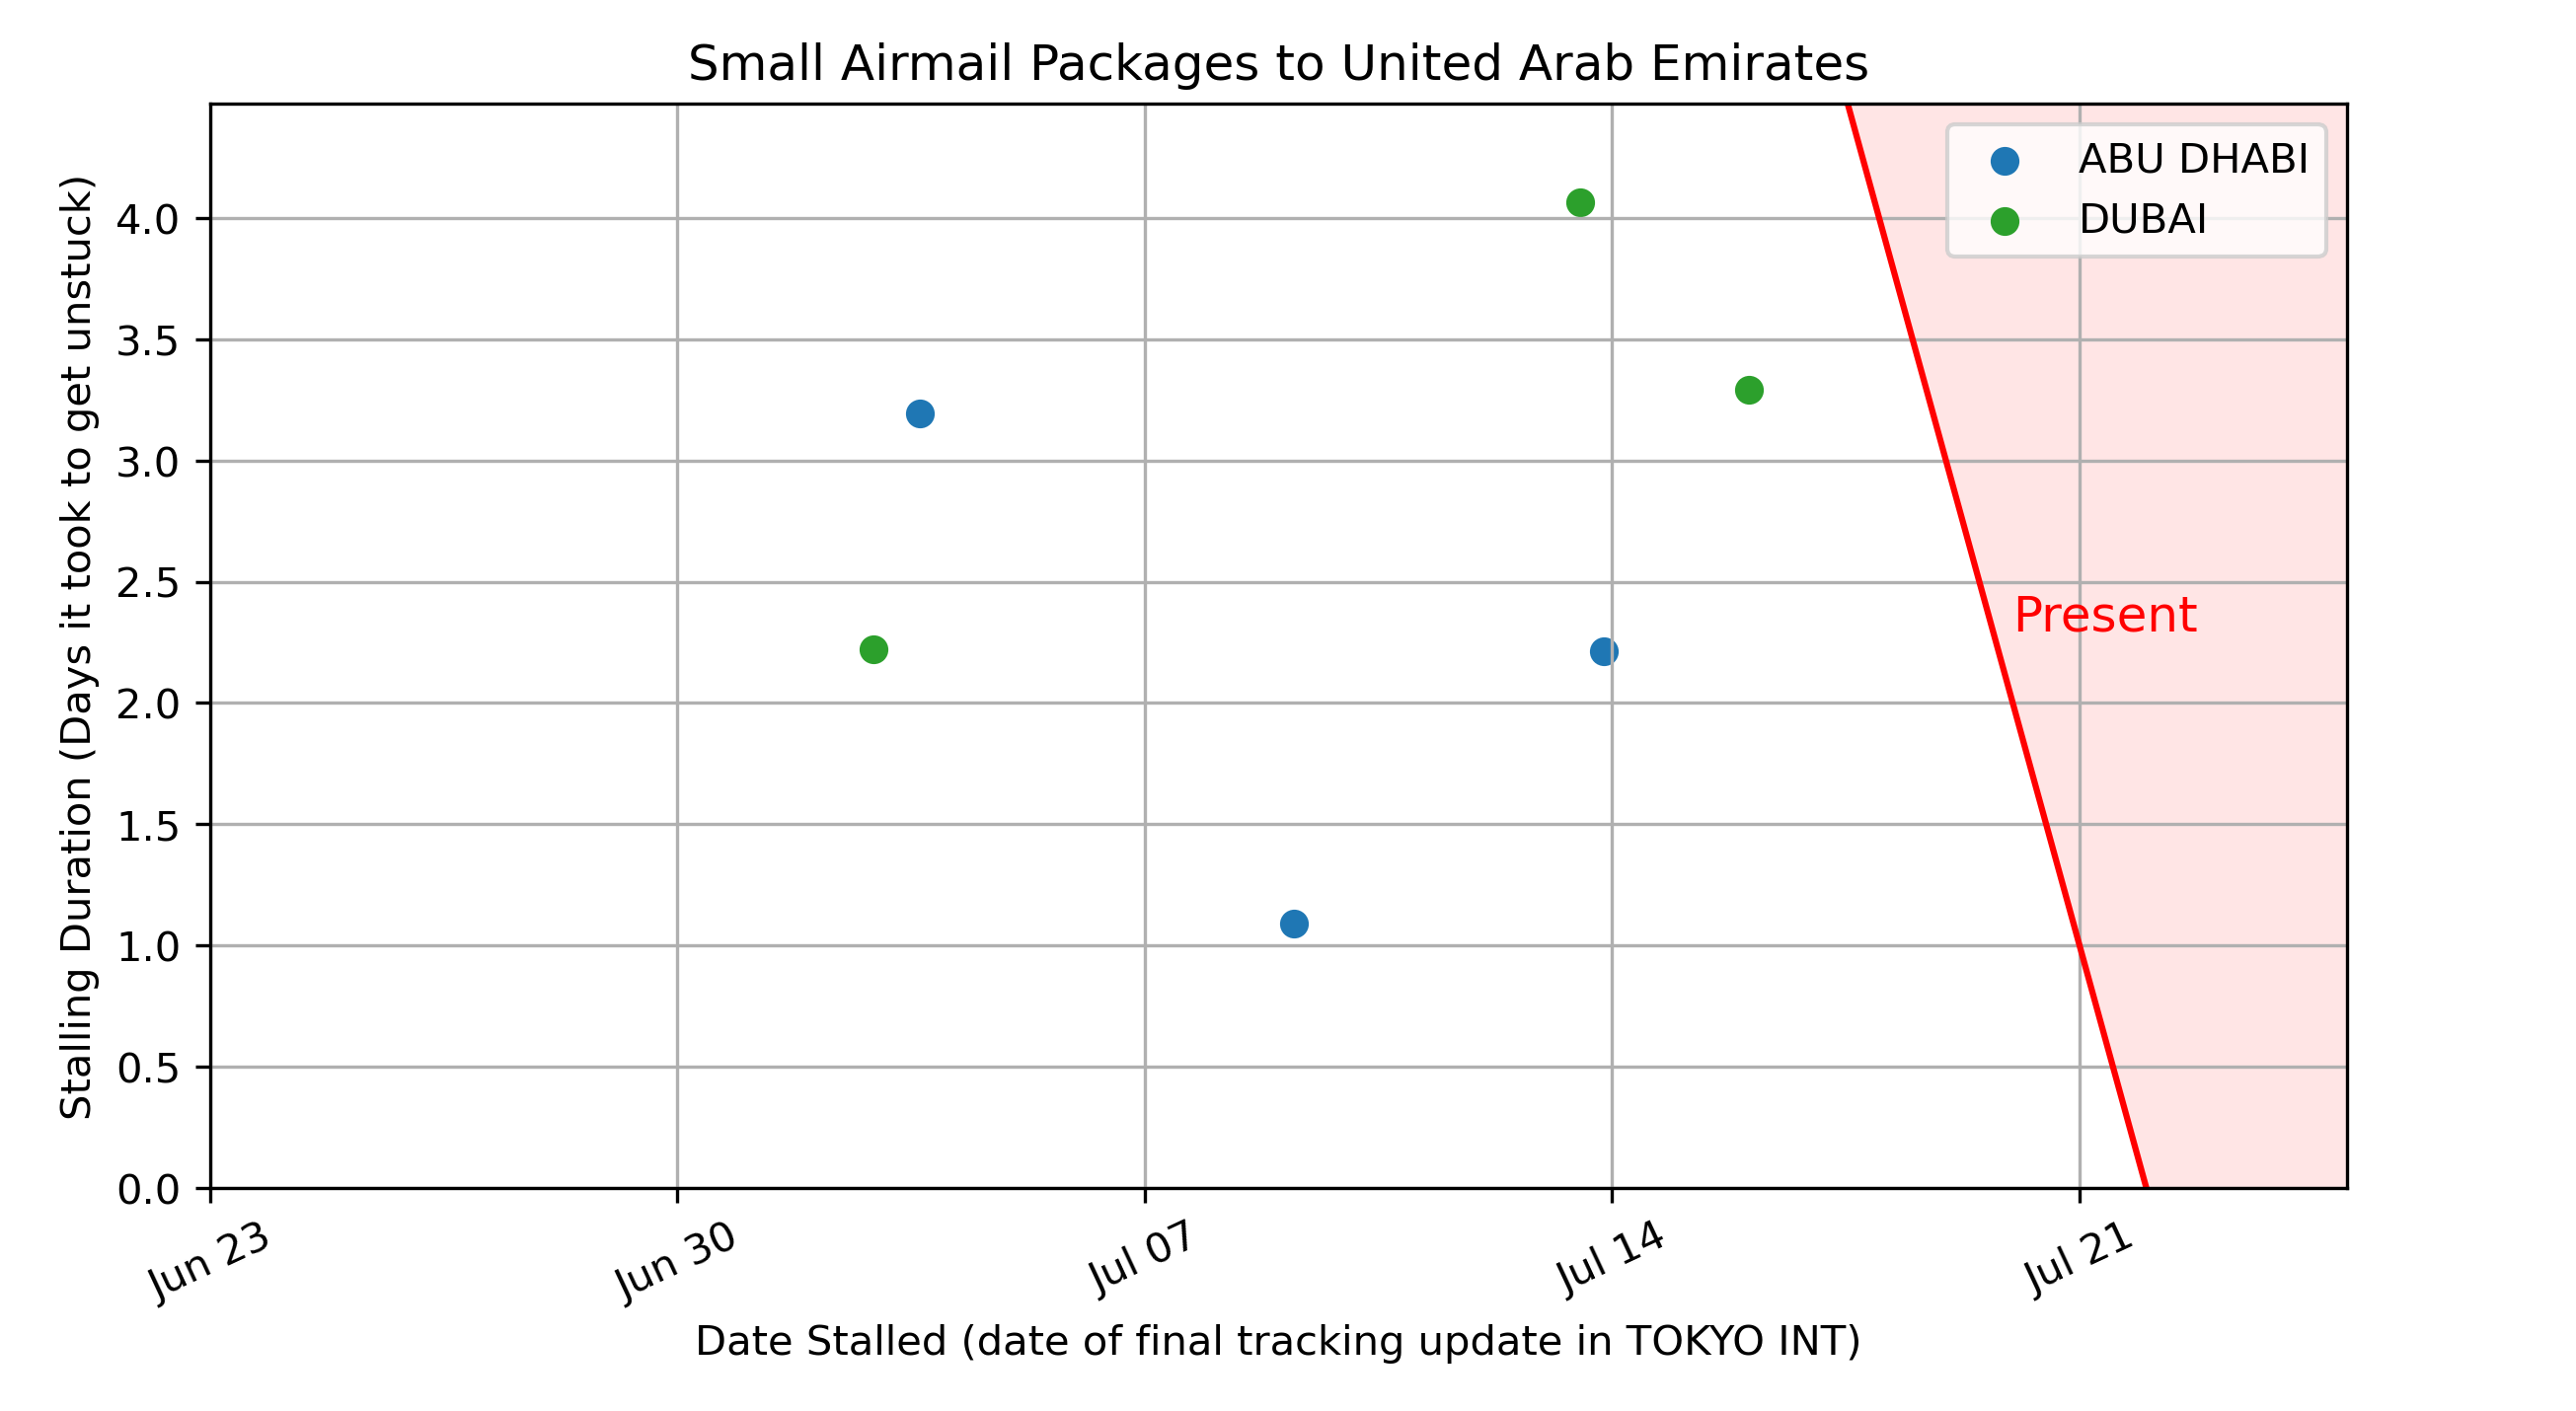 Small Airmail Packages to United Arab Emirates
ABU DHABI
DUBAI
Present
Stalling Duration (Days it took to get unstuck)
4.0
3.5
3.0
2.5
2.0
1.5
1.0
0.5
0.0
Jun 23
Jun 30
Jul 07
Jul 14
Jul 21
Date Stalled (date of final tracking update in TOKYO INT)